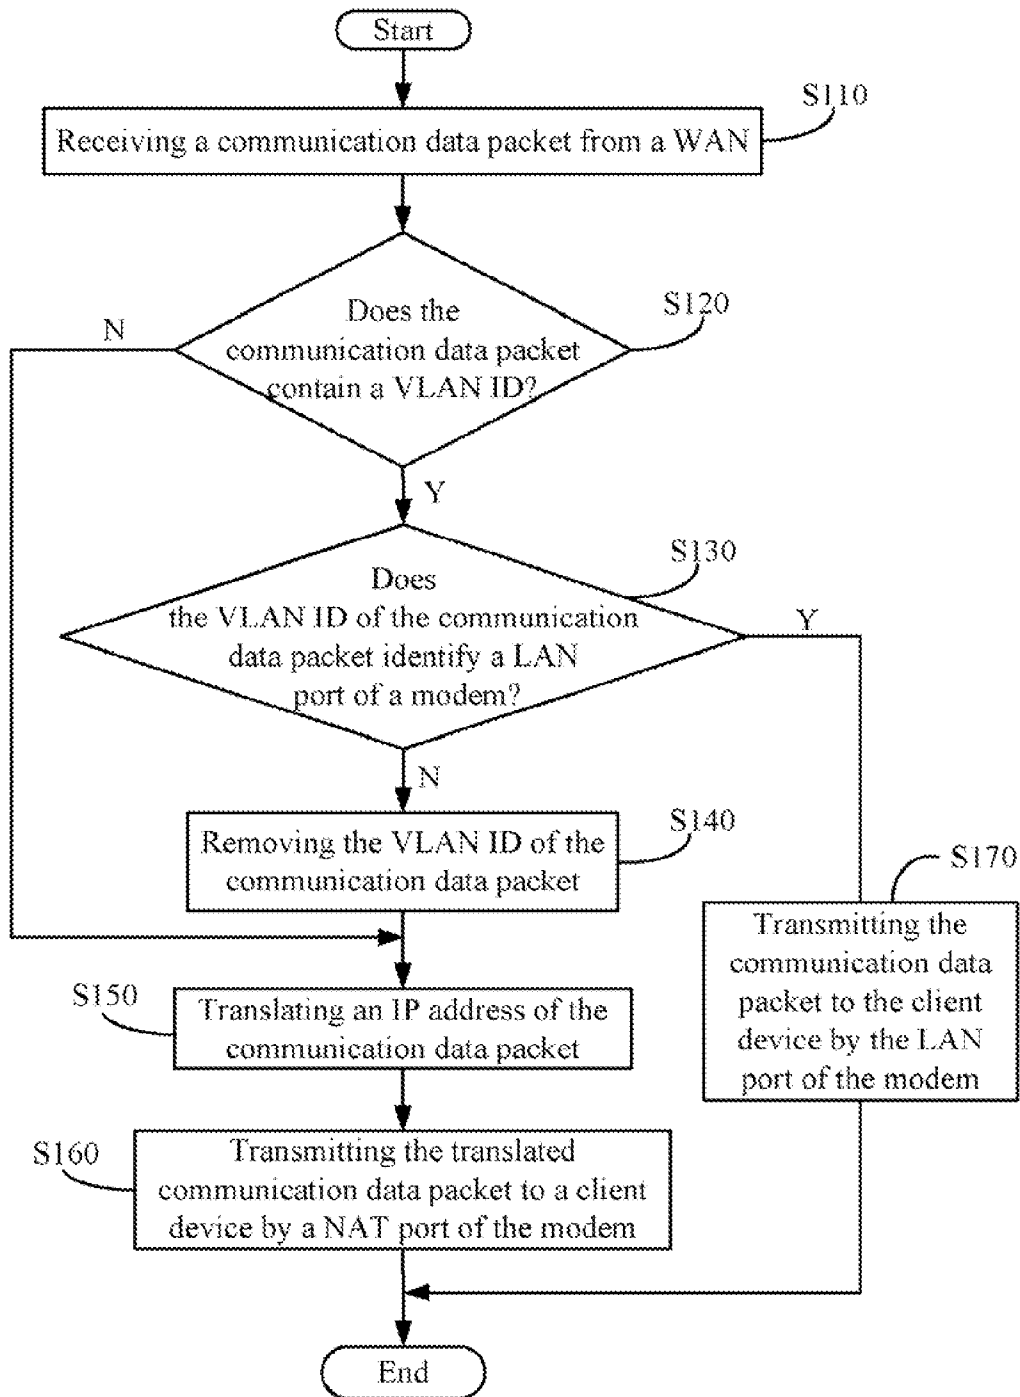 Start
S110
Receiving a communication data packet from a WAN
S120
Does the
communication data packet
contain a VLAN ID?
N
Y
S130
Does
the VLAN ID of the communication
data packet identify a LAN
port of a modem?
Y
N
S140
Removing the VLAN ID of the
communication data packet
S170
Transmitting the
communication data
packet to the client
device by the LAN
port of the modem
S150
Translating an IP address of the
communication data packet
S160
Transmitting the translated
communication data packet to a client
device by a NAT port of the modem
End